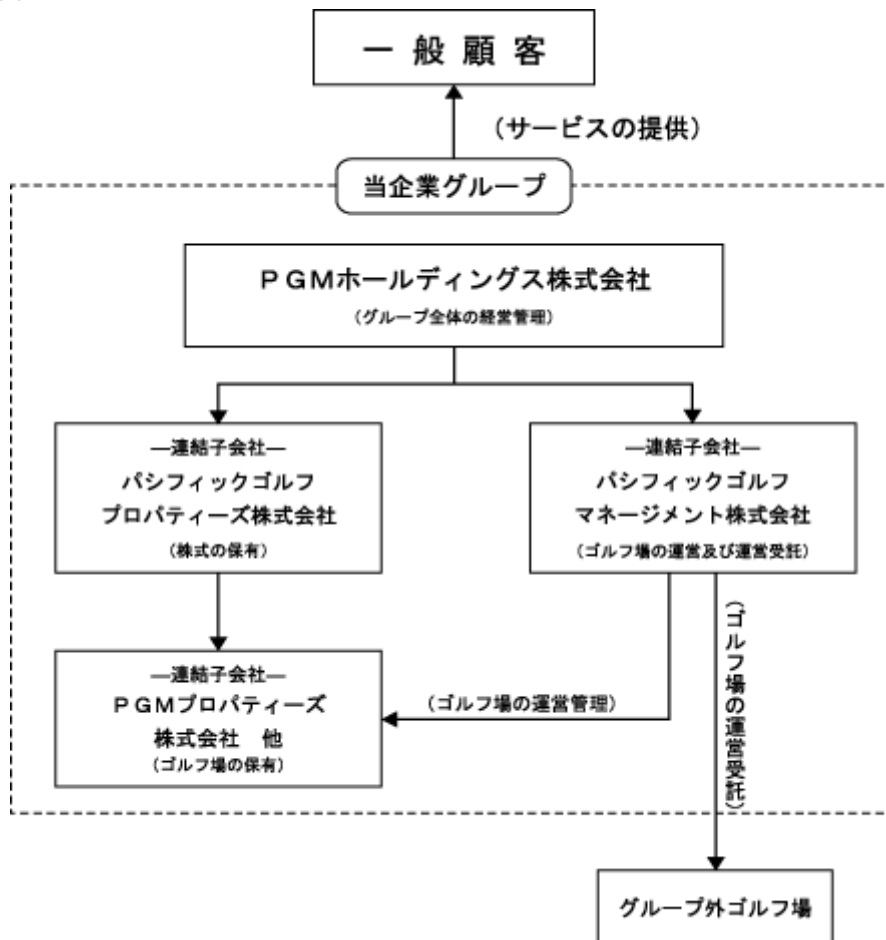 一般顧客
（サービスの提供）
当企業グループ
ＰＧＭホールディングス株式会社
（グループ全体の経営管理）
―連結子会社―
パシフィックゴルフ
プロパティーズ株式会社
（株式の保有）
―連結子会社―
パシフィックゴルフ
マネージメント株式会社
（ゴルフ場の運営及び運営受託）
―連結子会社―
ＰＧＭプロパティーズ
株式会社　他
（ゴルフ場の保有）
（ゴルフ場の運営管理）
（ゴルフ場の運営受託）
グループ外ゴルフ場